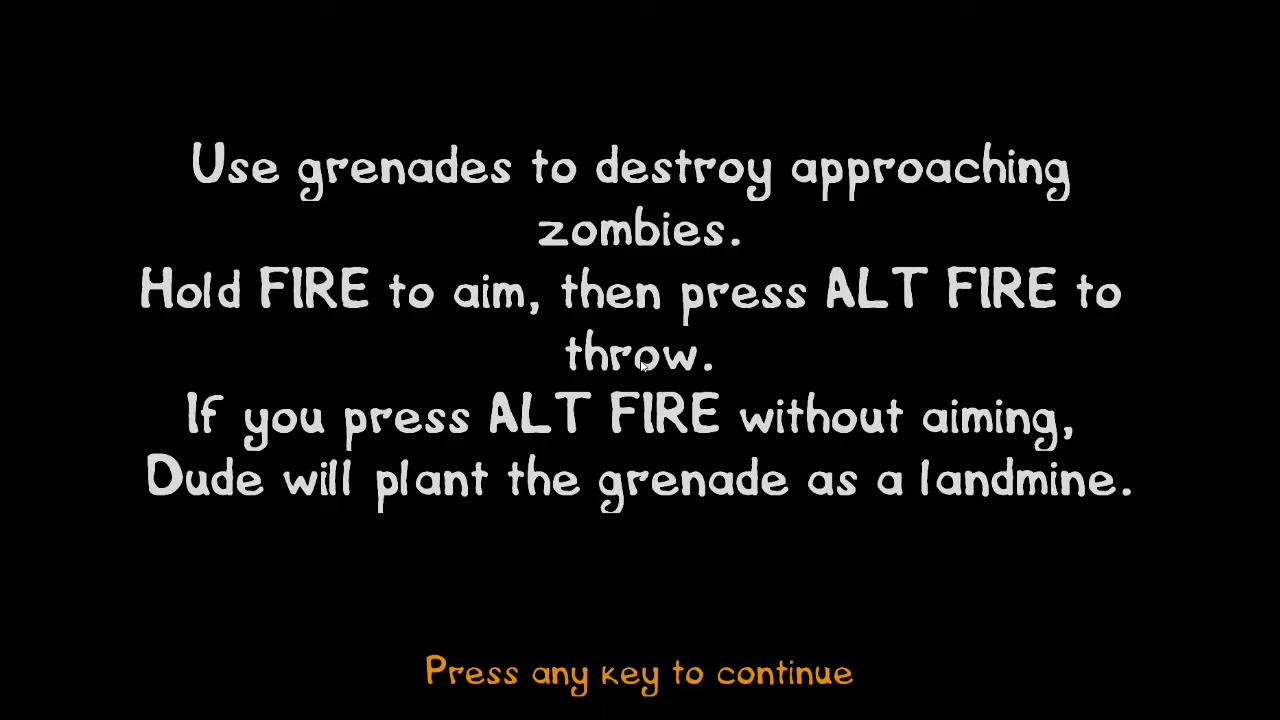 Use grenades to destroy approaching
zombies.
Hold FIRE to aim, then press ALT FIRE to
throw.
If you press ALT FIRE without aiming,
Dude will plant the grenade as a landmine.
Press any key to continue